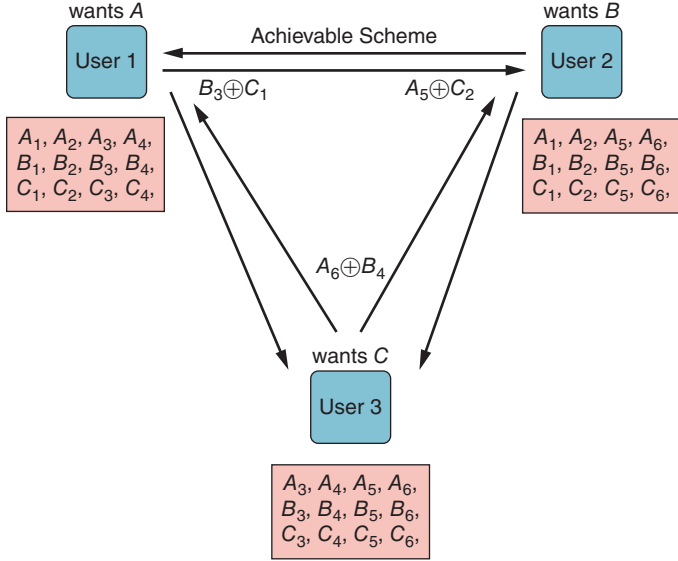 wants A
wants B
Achievable Scheme
User 1
User 2
B₃⊕C₁
A₅⊕C₂
A₁, A₂, A₃, A₄,
B₁, B₂, B₃, B₄,
C₁, C₂, C₃, C₄,
A₁, A₂, A₅, A₆,
B₁, B₂, B₅, B₆,
C₁, C₂, C₅, C₆,
A₆⊕B₄
wants C
User 3
A₃, A₄, A₅, A₆,
B₃, B₄, B₅, B₆,
C₃, C₄, C₅, C₆,